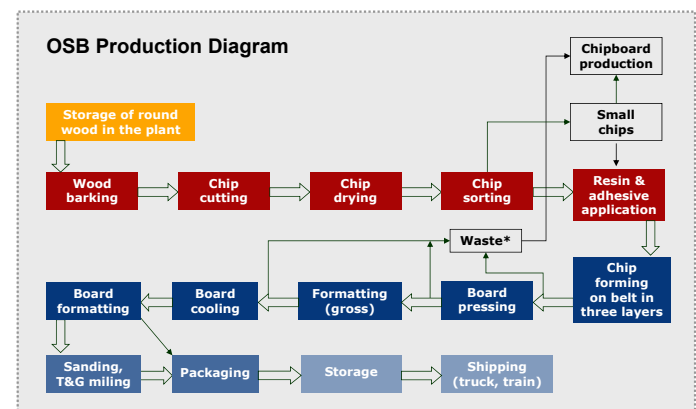 OSB Production Diagram
Chipboard
production
Storage of round
wood in the plant
Small
chips
Wood
barking
Chip
cutting
Chip
drying
Chip
sorting
Resin &
adhesive
application
Waste*
Chip
forming
on belt in
three layers
Board
pressing
Formatting
(gross)
Board
cooling
Board
formatting
Sanding,
T&G miling
Packaging
Storage
Shipping
(truck, train)